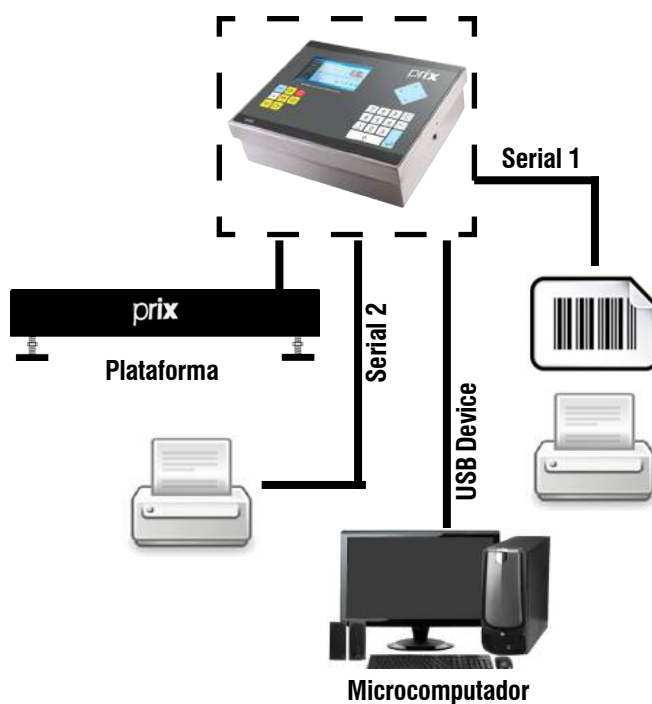 prix
Serial 1
prix
Plataforma
Serial 2
USB Device
Microcomputador